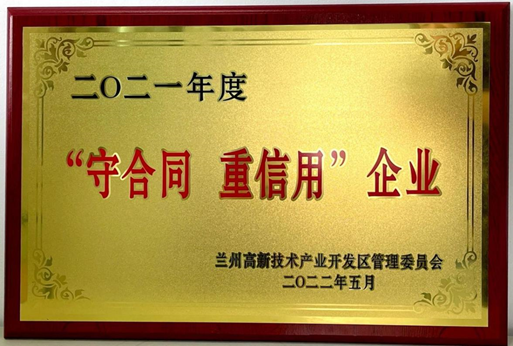 二〇二一年度
“守合同 重信用”企业
兰州高新技术产业开发区管理委员会
二〇二二年五月